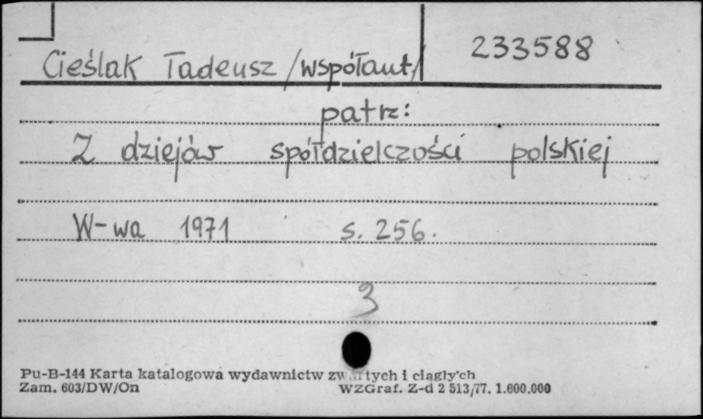 Cieślak Tadeusz /współaut/ 233588
patrz:
Z dziejów spółdzielczości polskiej
W-wa 1971 s. 256.
3
Pu-B-144 Karta katalogowa wydawnictw zwartych i ciągłych
Zam. 603/DW/On WZGraf. Z-d 2 513/77. 1.000.000